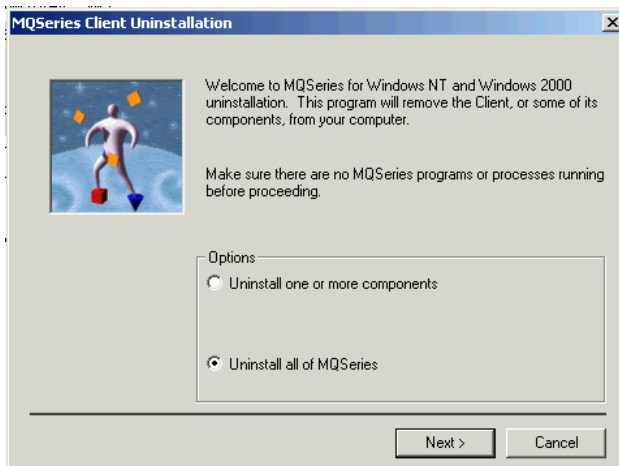 MQSeries Client Uninstallation
Welcome to MQSeries for Windows NT and Windows 2000
uninstallation. This program will remove the Client, or some of its
components, from your computer.
Make sure there are no MQSeries programs or processes running
before proceeding.
Options
Uninstall one or more components
Uninstall all of MQSeries
Next >
Cancel